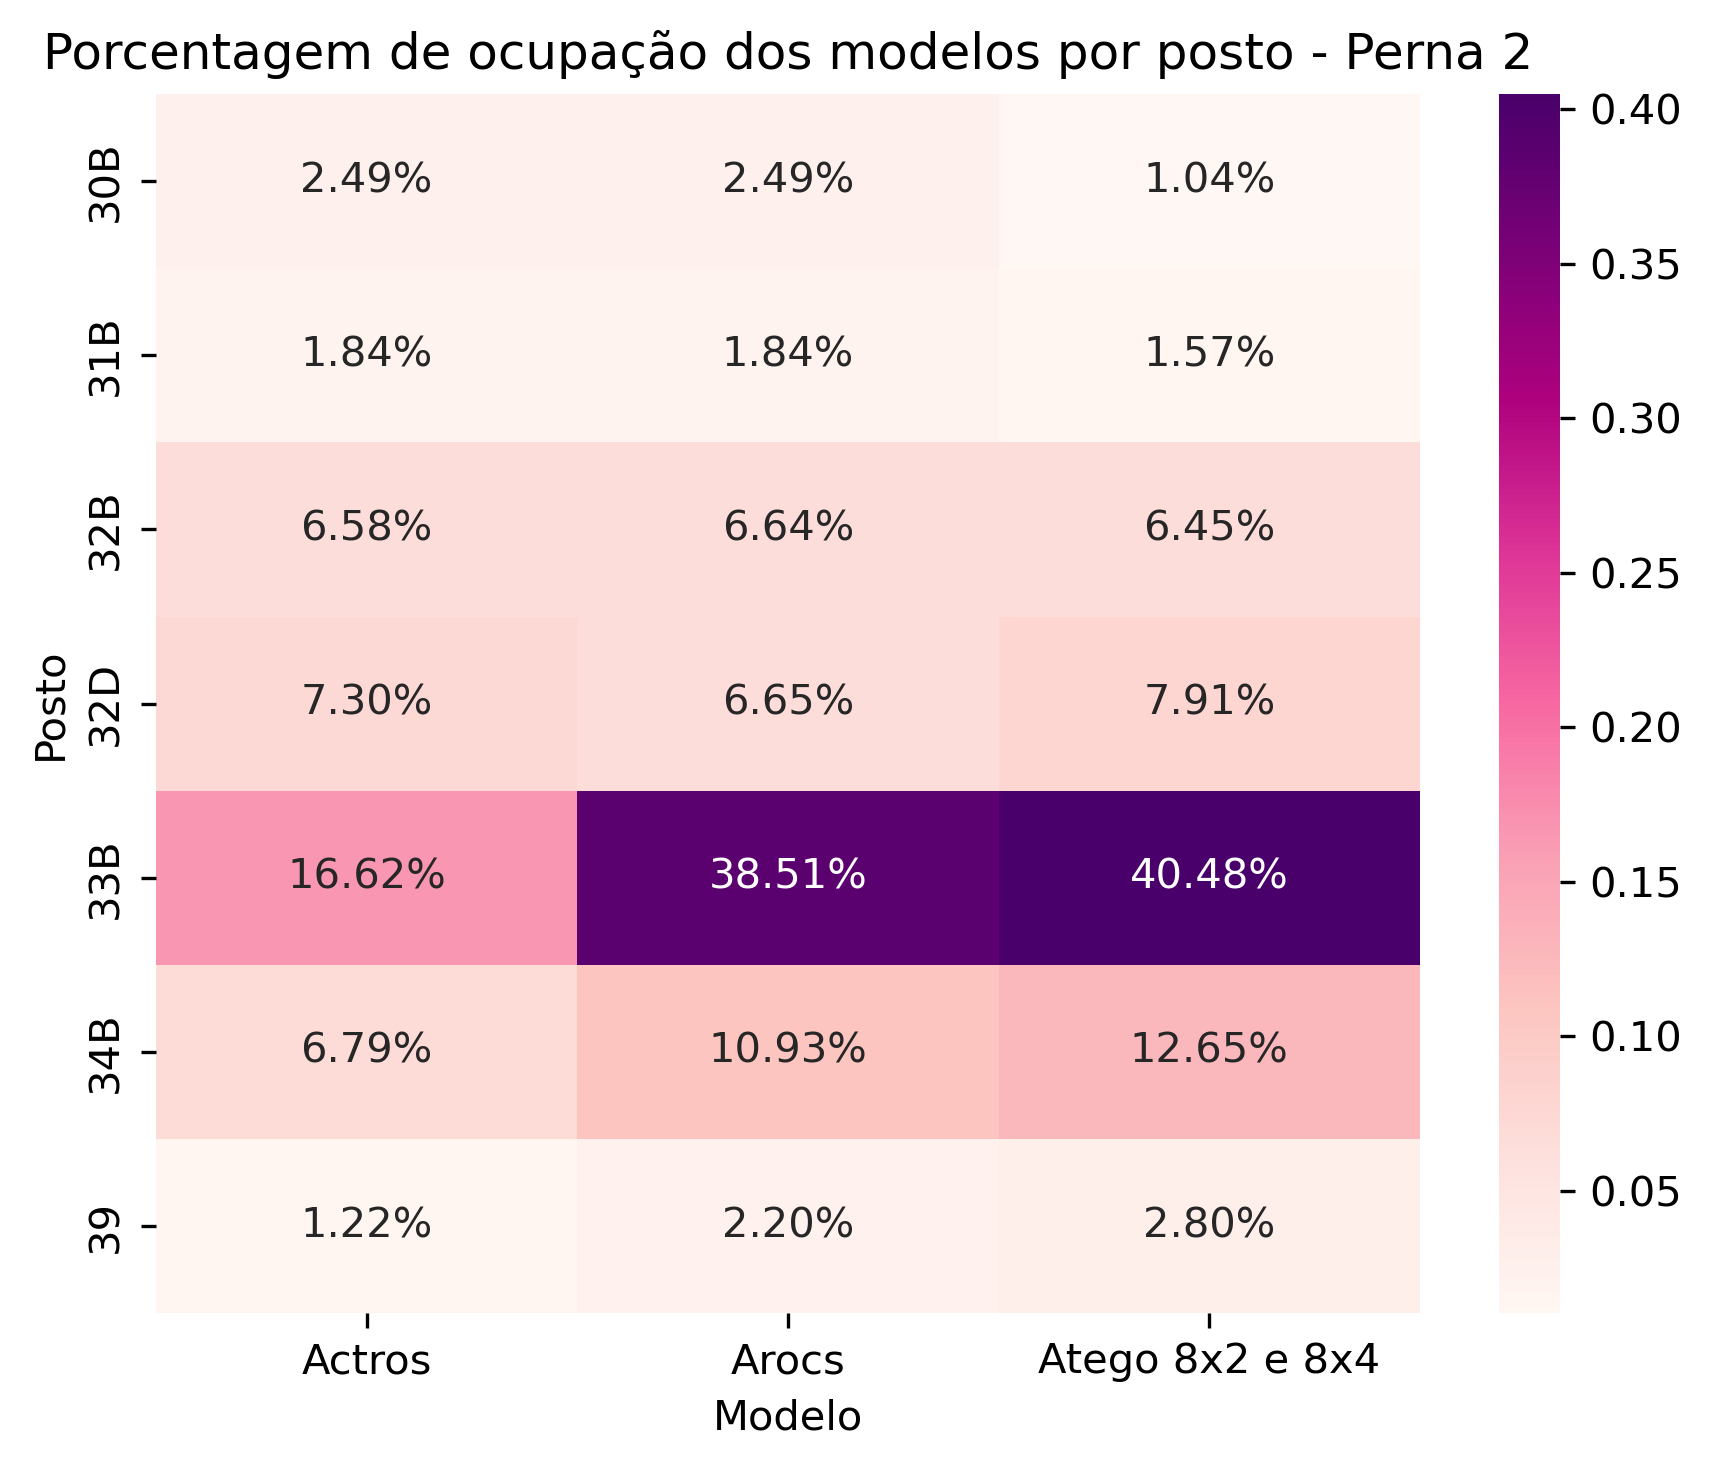 Porcentagem de ocupação dos modelos por posto - Perna 2
Posto
30B 2.49% 2.49% 1.04%
31B 1.84% 1.84% 1.57%
32B 6.58% 6.64% 6.45%
32D 7.30% 6.65% 7.91%
33B 16.62% 38.51% 40.48%
34B 6.79% 10.93% 12.65%
39 1.22% 2.20% 2.80%
Actros Arocs Atego 8x2 e 8x4
Modelo
0.40
0.35
0.30
0.25
0.20
0.15
0.10
0.05